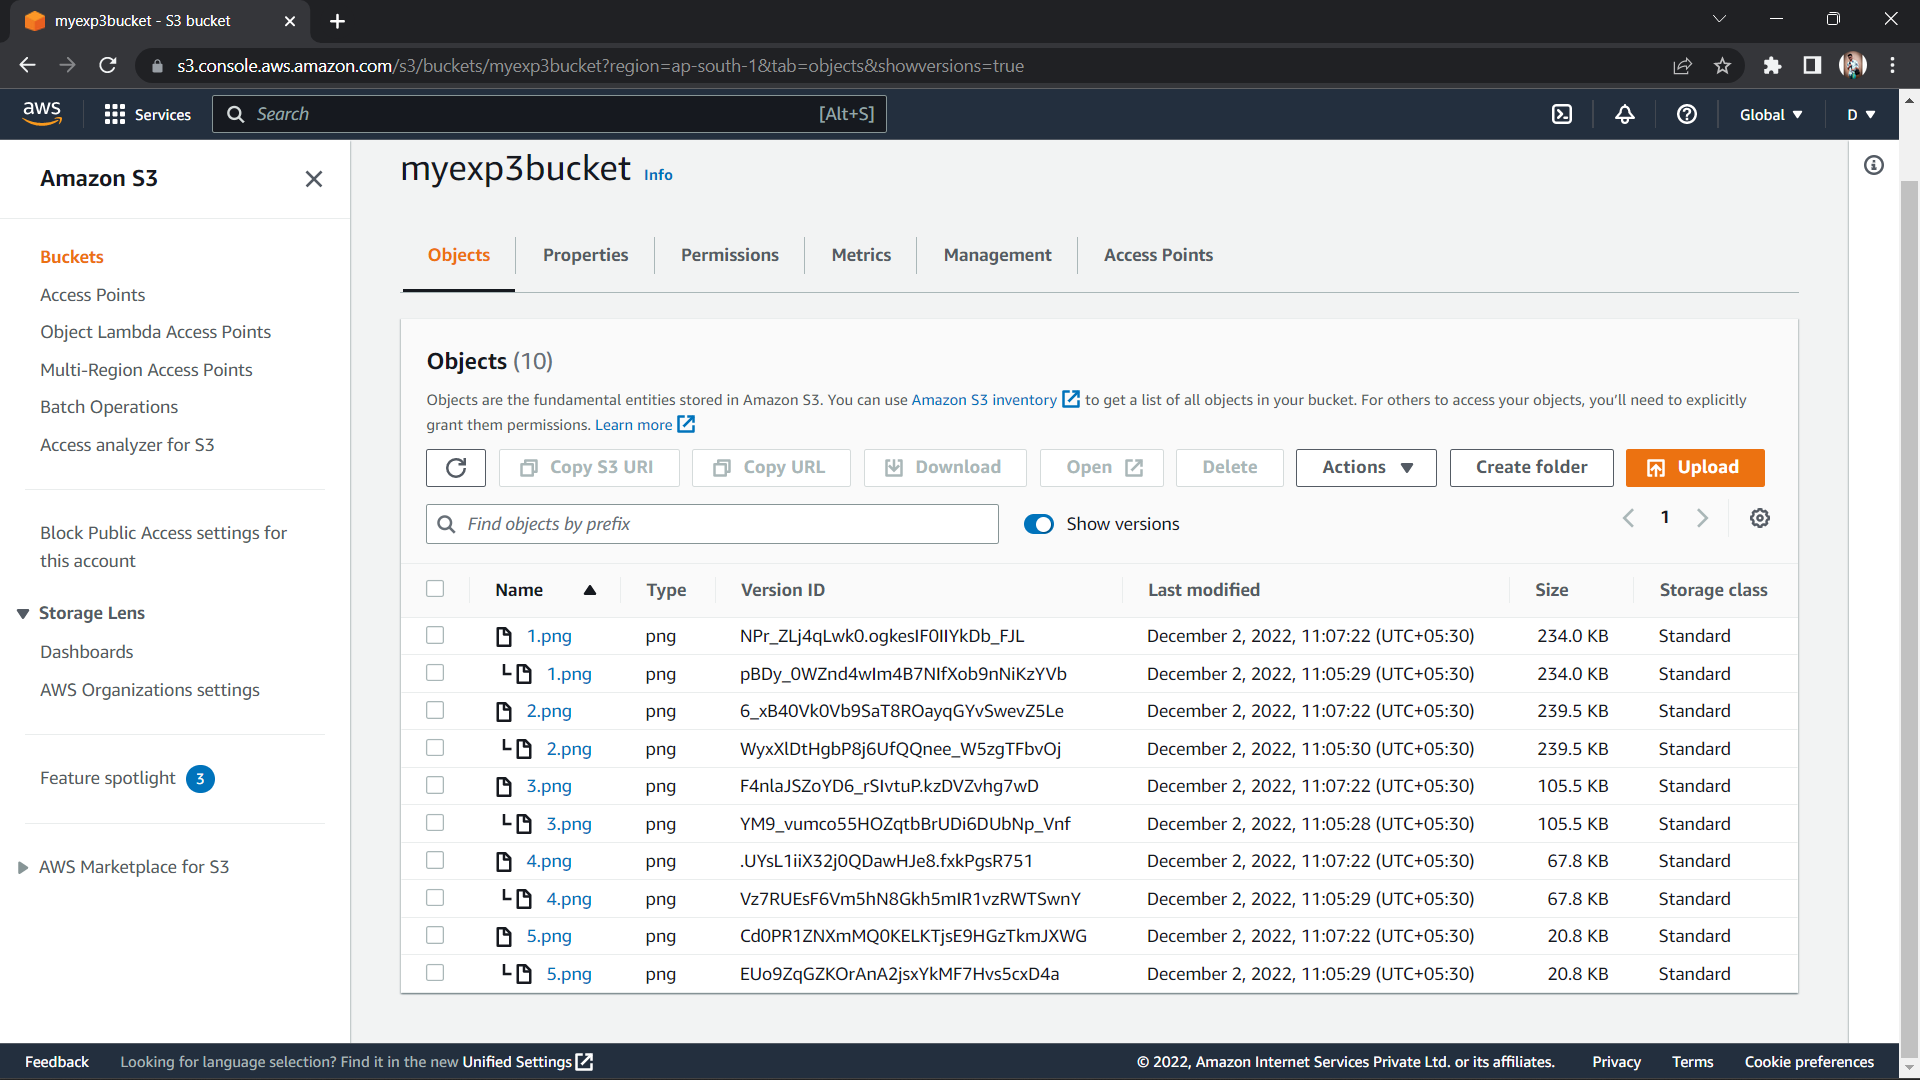 myexp3bucket - S3 bucket
s3.console.aws.amazon.com/s3/buckets/myexp3bucket?region=ap-south-1&tab=objects&showversions=true
aws Services Search [Alt+S] Global D
Amazon S3
Buckets
Access Points
Object Lambda Access Points
Multi-Region Access Points
Batch Operations
Access analyzer for S3
Block Public Access settings for
this account
Storage Lens
Dashboards
AWS Organizations settings
Feature spotlight 3
AWS Marketplace for S3
myexp3bucket Info
Objects Properties Permissions Metrics Management Access Points
Objects (10)
Objects are the fundamental entities stored in Amazon S3. You can use Amazon S3 inventory to get a list of all objects in your bucket. For others to access your objects, you'll need to explicitly
grant them permissions. Learn more
Copy S3 URI Copy URL Download Open Delete Actions Create folder Upload
Find objects by prefix Show versions 1
Name Type Version ID Last modified Size Storage class
1.png png NPr_ZLj4qLwk0.ogkesIF0IIYkDb_FJL December 2, 2022, 11:07:22 (UTC+05:30) 234.0 KB Standard
1.png png pBDy_0WZnd4wIm4B7NIfXob9nNiKzYVb December 2, 2022, 11:05:29 (UTC+05:30) 234.0 KB Standard
2.png png 6_xB40Vk0Vb9SaT8ROayqGYvSwevZ5Le December 2, 2022, 11:07:22 (UTC+05:30) 239.5 KB Standard
2.png png WyxXlDtHgbP8j6UfQQnee_W5zgTFbvOj December 2, 2022, 11:05:30 (UTC+05:30) 239.5 KB Standard
3.png png F4nlaJSZoYD6_rSIvtuP.kzDVZvhg7wD December 2, 2022, 11:07:22 (UTC+05:30) 105.5 KB Standard
3.png png YM9_vumco55HOZqtbBrUDi6DUbNp_Vnf December 2, 2022, 11:05:28 (UTC+05:30) 105.5 KB Standard
4.png png .UYsL1iiX32j0QDawHJe8.fxkPgsR751 December 2, 2022, 11:07:22 (UTC+05:30) 67.8 KB Standard
4.png png Vz7RUEsF6Vm5hN8Gkh5mIR1vzRWTSwnY December 2, 2022, 11:05:29 (UTC+05:30) 67.8 KB Standard
5.png png Cd0PR1ZNXmMQ0KELKTjsE9HGzTkmJXWG December 2, 2022, 11:07:22 (UTC+05:30) 20.8 KB Standard
5.png png EUo9ZqGZKOrAnA2jsxYkMF7Hvs5cxD4a December 2, 2022, 11:05:29 (UTC+05:30) 20.8 KB Standard
Feedback Looking for language selection? Find it in the new Unified Settings © 2022, Amazon Internet Services Private Ltd. or its affiliates. Privacy Terms Cookie preferences